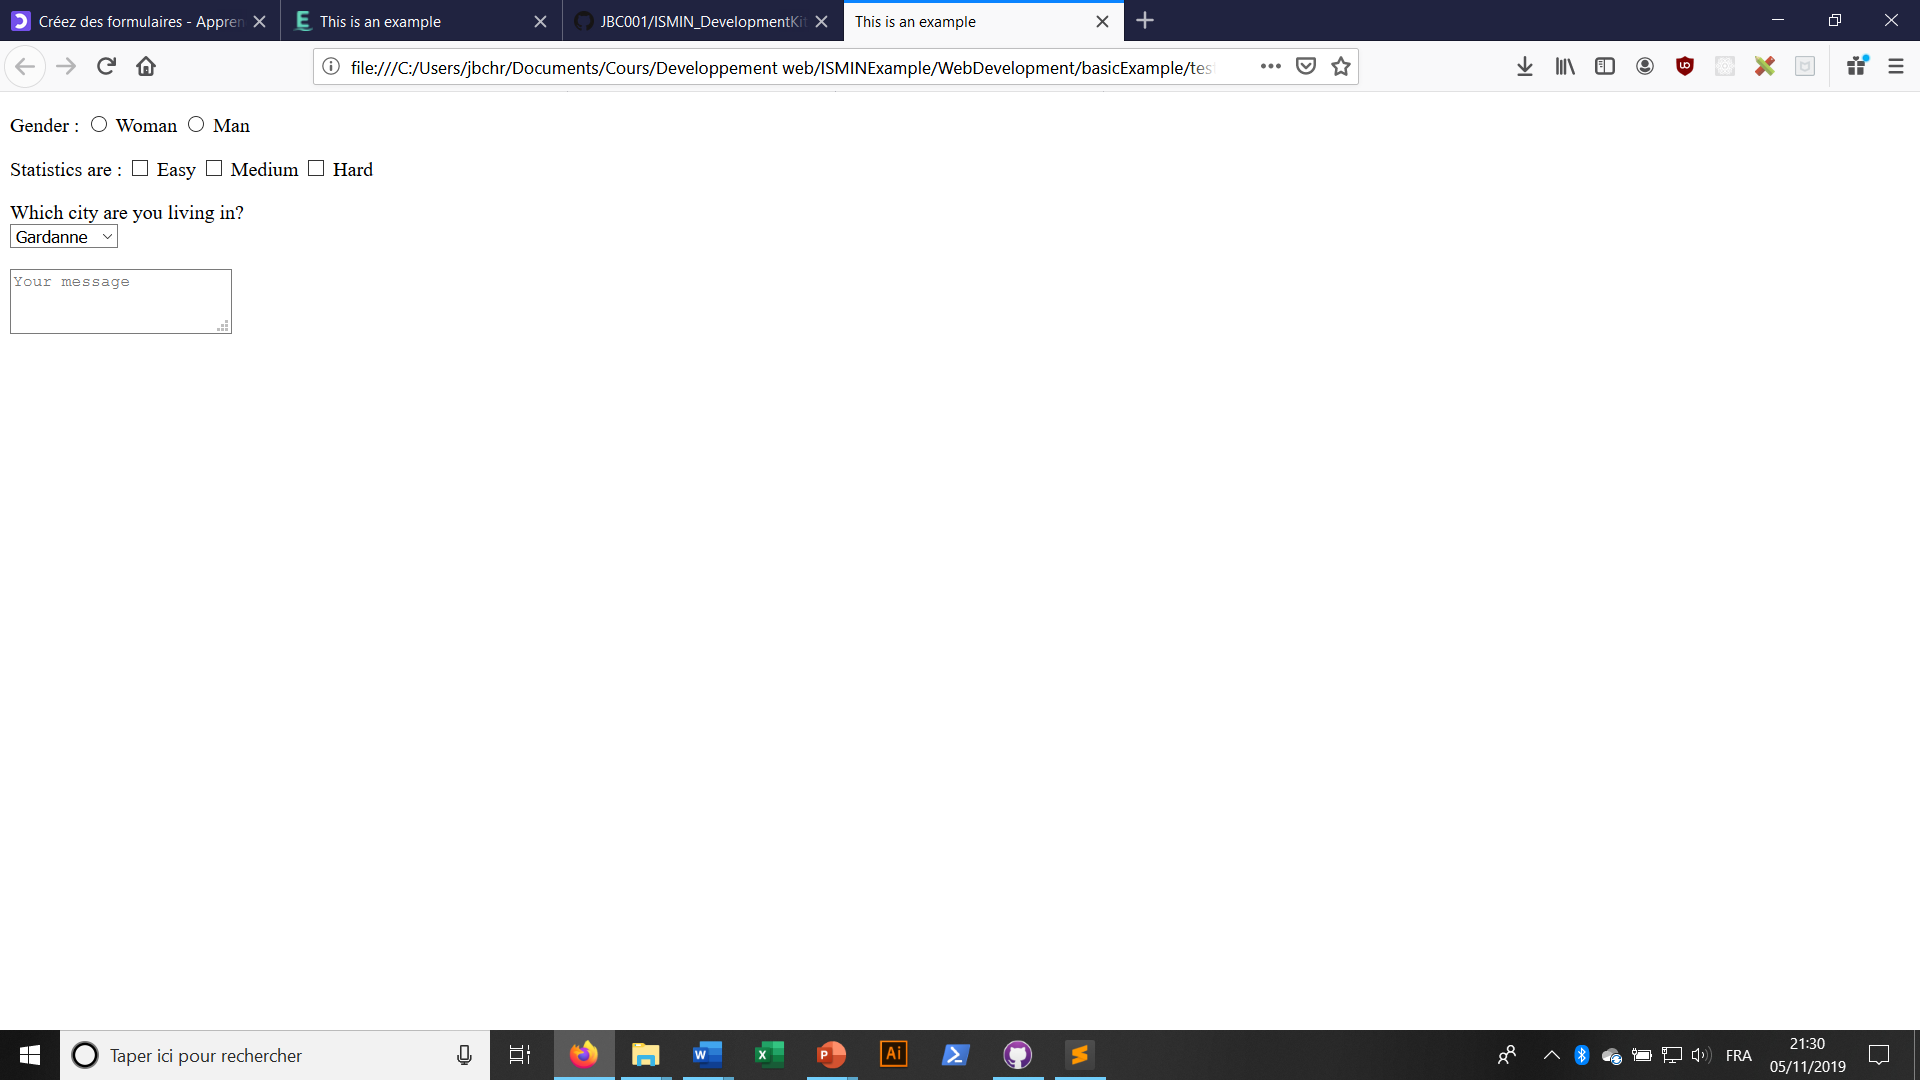 Créez des formulaires - Appren
This is an example
JBC001/ISMIN_DevelopmentKit
This is an example
file:///C:/Users/jbchr/Documents/Cours/Developpement web/ISMINExample/WebDevelopment/basicExample/tes
Gender : Woman Man
Statistics are : Easy Medium Hard
Which city are you living in?
Gardanne
Your message
Taper ici pour rechercher
FRA
21:30
05/11/2019